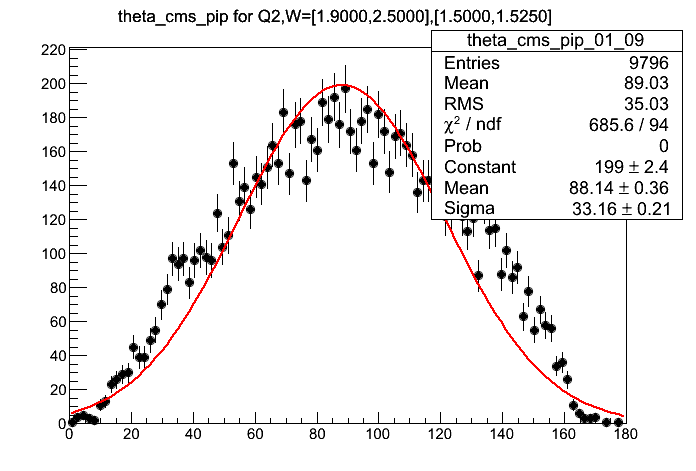 theta_cms_pip for Q2,W=[1.9000,2.5000],[1.5000,1.5250]
theta_cms_pip_01_09
Entries 9796
Mean 89.03
RMS 35.03
χ² / ndf 685.6 / 94
Prob 0
Constant 199 ± 2.4
Mean 88.14 ± 0.36
Sigma 33.16 ± 0.21
220
200
180
160
140
120
100
80
60
40
20
0
0 20 40 60 80 100 120 140 160 180